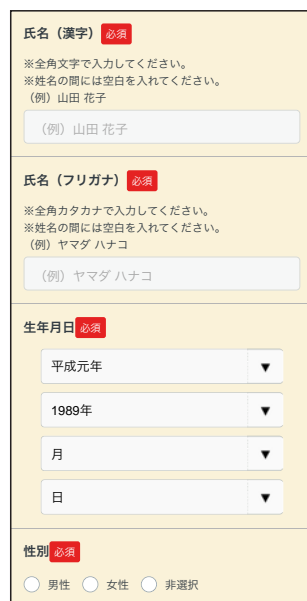 氏名（漢字） 必須
※全角文字で入力してください。
※姓名の間には空白を入れてください。
（例）山田 花子
（例）山田 花子
氏名（フリガナ） 必須
※全角カタカナで入力してください。
※姓名の間には空白を入れてください。
（例）ヤマダ ハナコ
（例）ヤマダ ハナコ
生年月日 必須
平成元年 ▼
1989年 ▼
月 ▼
日 ▼
性別 必須
男性 女性 非選択